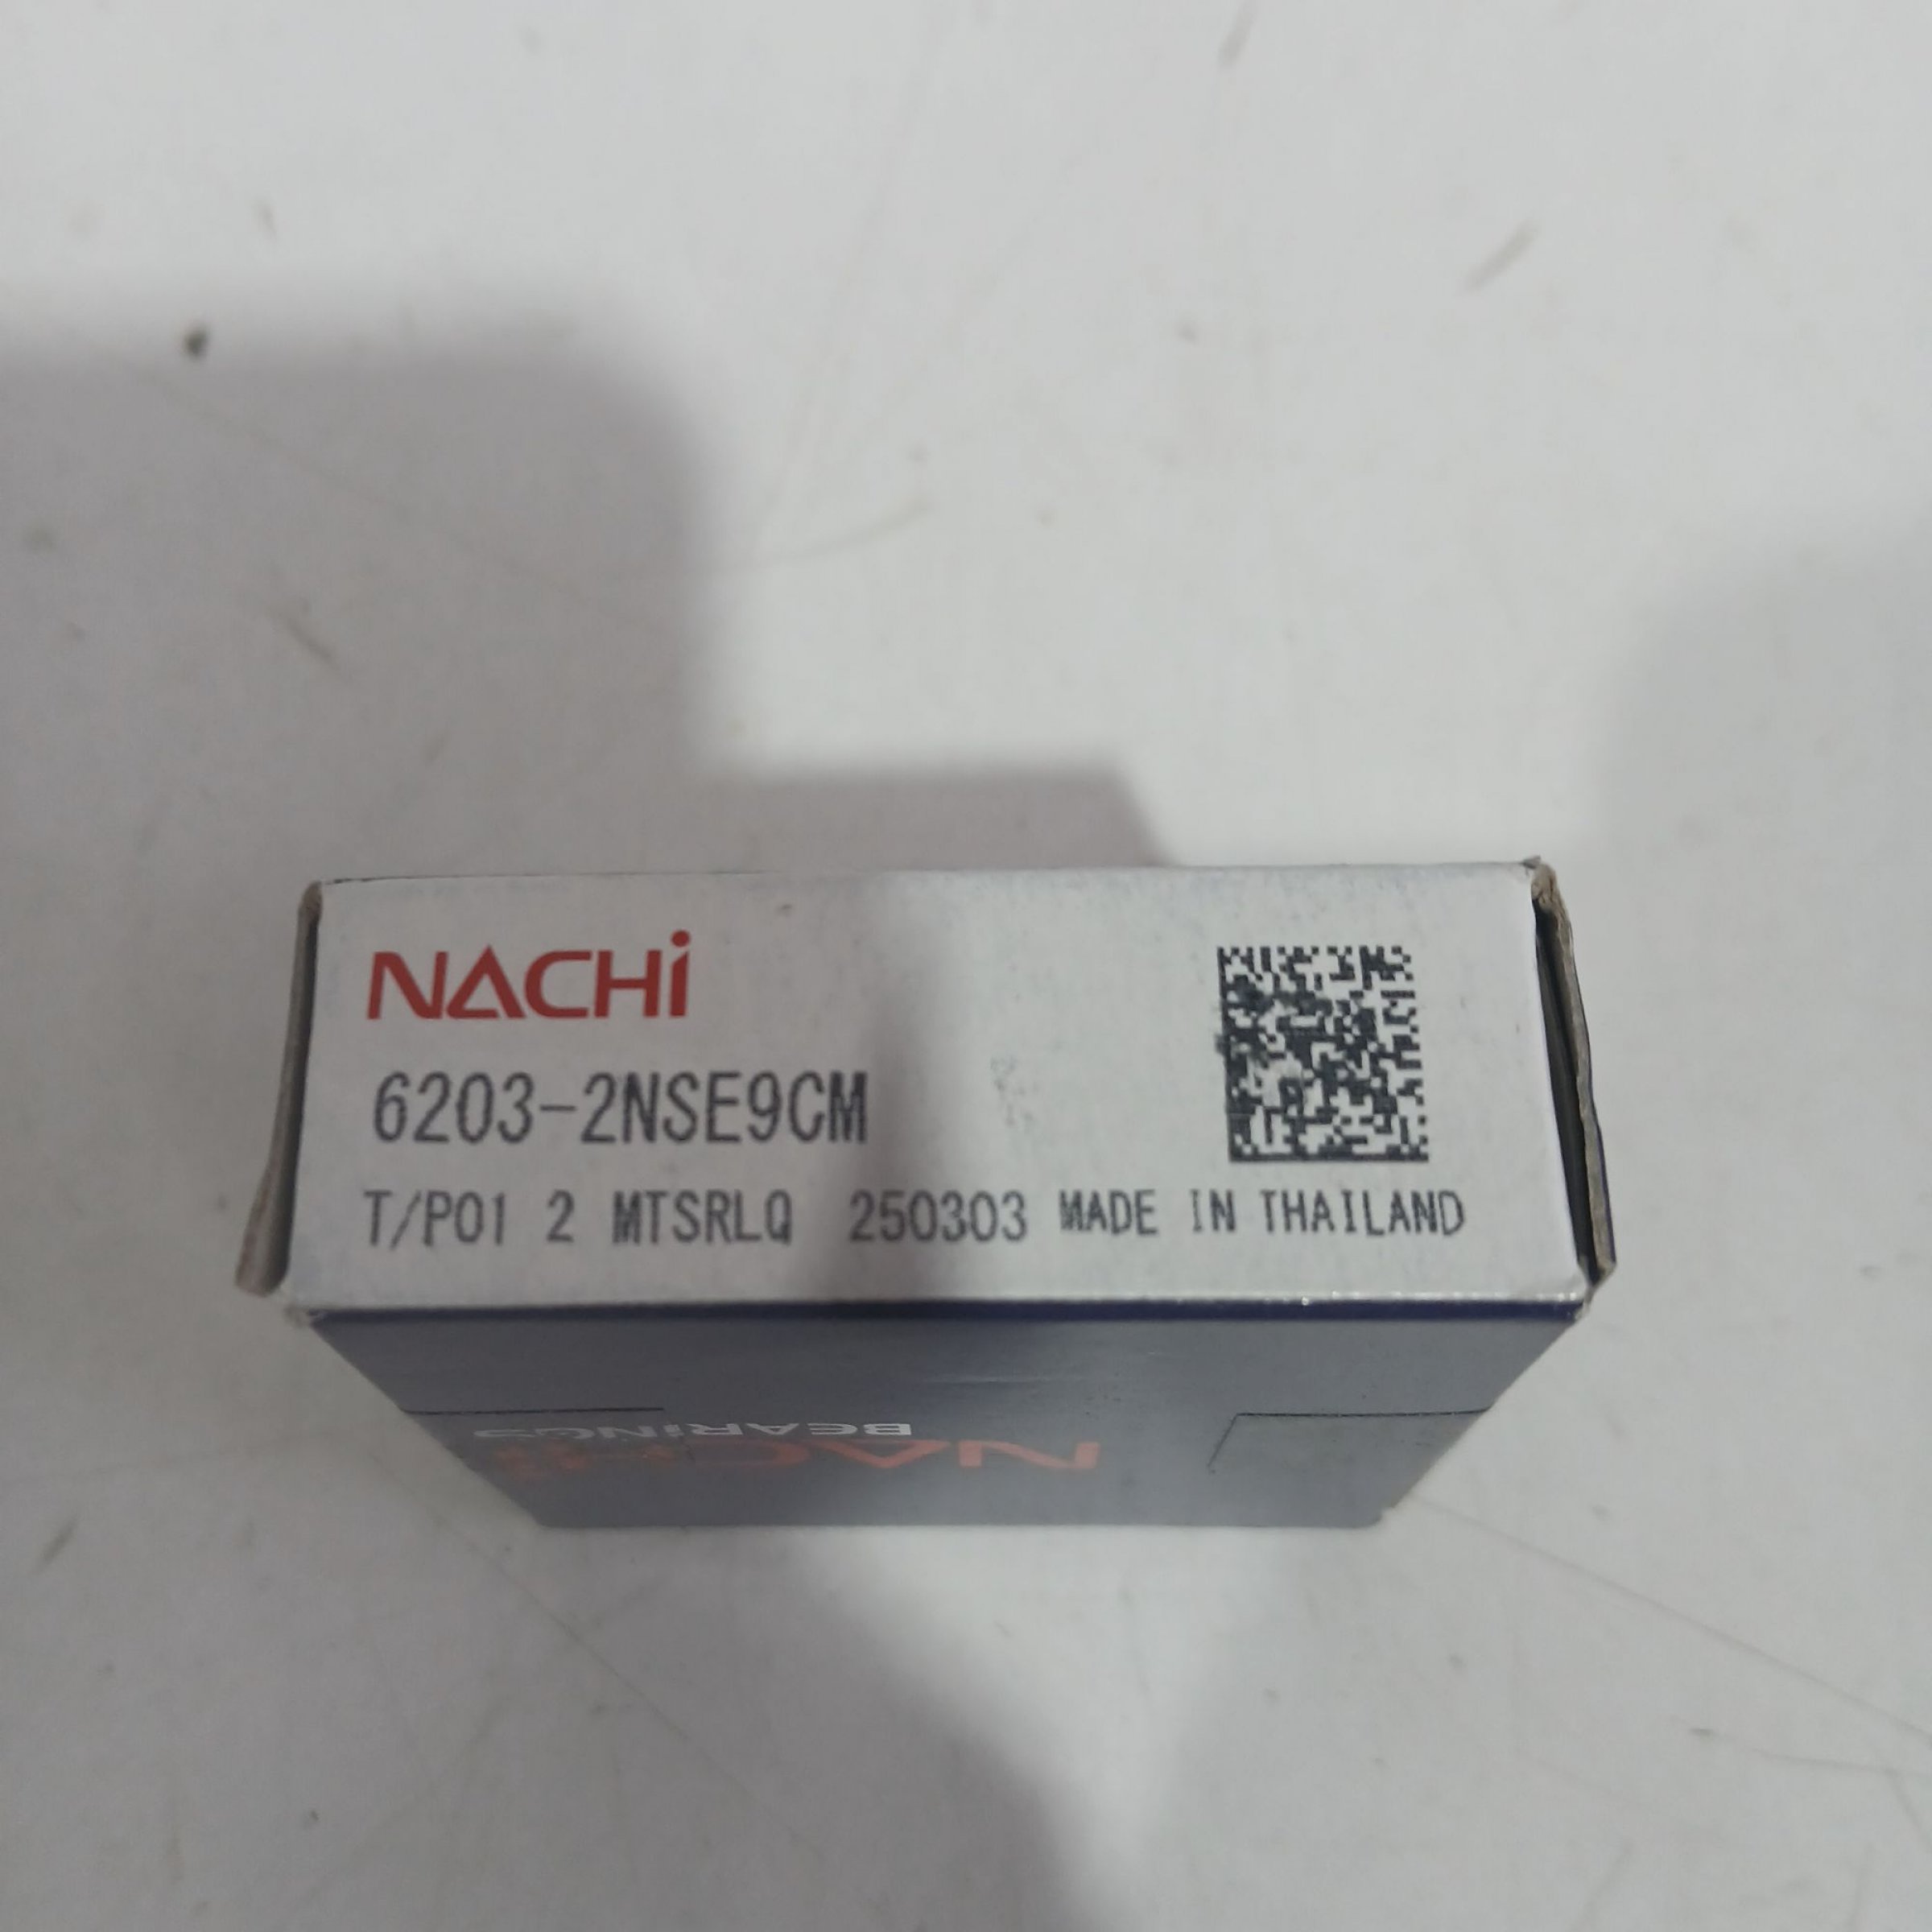 NACHi
6203-2NSE9CM
T/P01 2 MTSRLQ 250303 MADE IN THAILAND
BEARiNGS
NACHi